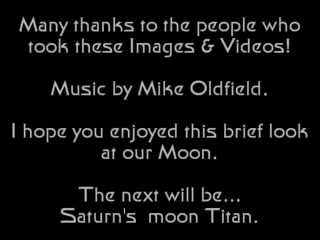 Many thanks to the people who
took these Images & Videos!
Music by Mike Oldfield.
I hope you enjoyed this brief look
at our Moon.
The next will be...
Saturn's moon Titan.